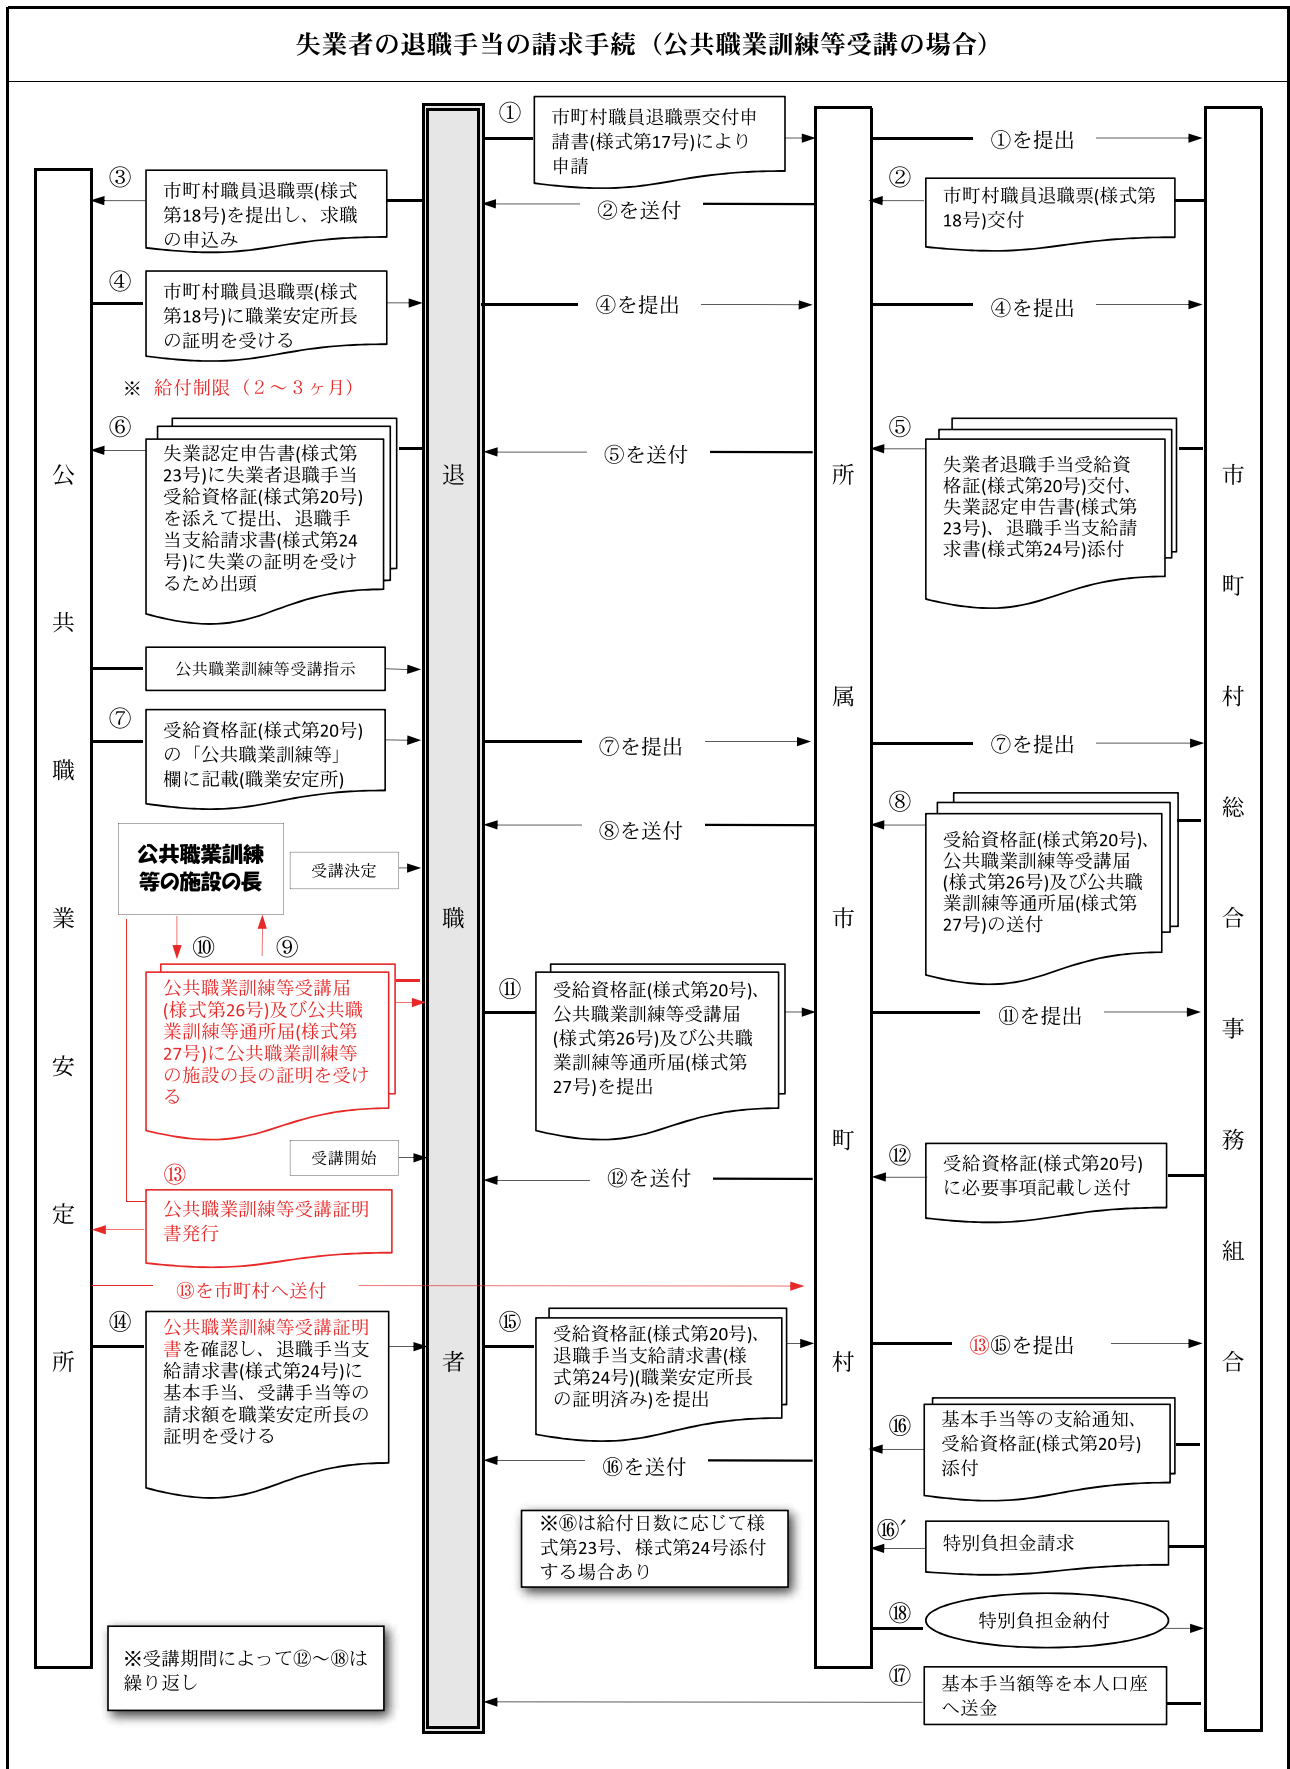 失業者の退職手当の請求手続（公共職業訓練等受講の場合）
①
市町村職員退職票交付申
請書(様式第17号)により
申請
①を提出
②
市町村職員退職票(様式第
18号)交付
②を送付
③
市町村職員退職票(様式
第18号)を提出し、求職
の申込み
④
市町村職員退職票(様式
第18号)に職業安定所長
の証明を受ける
④を提出
④を提出
※ 給付制限（２～３ヶ月）
⑤
失業者退職手当受給資
格証(様式第20号)交付、
失業認定申告書(様式第
23号)、退職手当支給請
求書(様式第24号)添付
⑤を送付
⑥
失業認定申告書(様式第
23号)に失業者退職手当
受給資格証(様式第20号)
を添えて提出、退職手
当支給請求書(様式第24
号)に失業の証明を受け
るため出頭
公共職業訓練等受講指示
⑦
受給資格証(様式第20号)
の「公共職業訓練等」
欄に記載(職業安定所)
⑦を提出
⑦を提出
⑧
受給資格証(様式第20号)、
公共職業訓練等受講届
(様式第26号)及び公共職
業訓練等通所届(様式第
27号)の送付
⑧を送付
公共職業訓練
等の施設の長
受講決定
⑩
⑨
公共職業訓練等受講届
(様式第26号)及び公共職
業訓練等通所届(様式第
27号)に公共職業訓練等
の施設の長の証明を受け
る
⑪
受給資格証(様式第20号)、
公共職業訓練等受講届
(様式第26号)及び公共職
業訓練等通所届(様式第
27号)を提出
⑪を提出
受講開始
⑫
受給資格証(様式第20号)
に必要事項記載し送付
⑫を送付
⑬
公共職業訓練等受講証明
書発行
⑬を市町村へ送付
⑭
公共職業訓練等受講証明
書を確認し、退職手当支
給請求書(様式第24号)に
基本手当、受講手当等の
請求額を職業安定所長の
証明を受ける
⑮
受給資格証(様式第20号)、
退職手当支給請求書(様
式第24号)(職業安定所長
の証明済み)を提出
⑬⑮を提出
⑯
基本手当等の支給通知、
受給資格証(様式第20号)
添付
⑯を送付
※⑯は給付日数に応じて様
式第23号、様式第24号添付
する場合あり
⑯′
特別負担金請求
⑱
特別負担金納付
⑰
基本手当額等を本人口座
へ送金
※受講期間によって⑫～⑱は
繰り返し
公共職業安定所
退職者
所属市町村
市町村総合事務組合